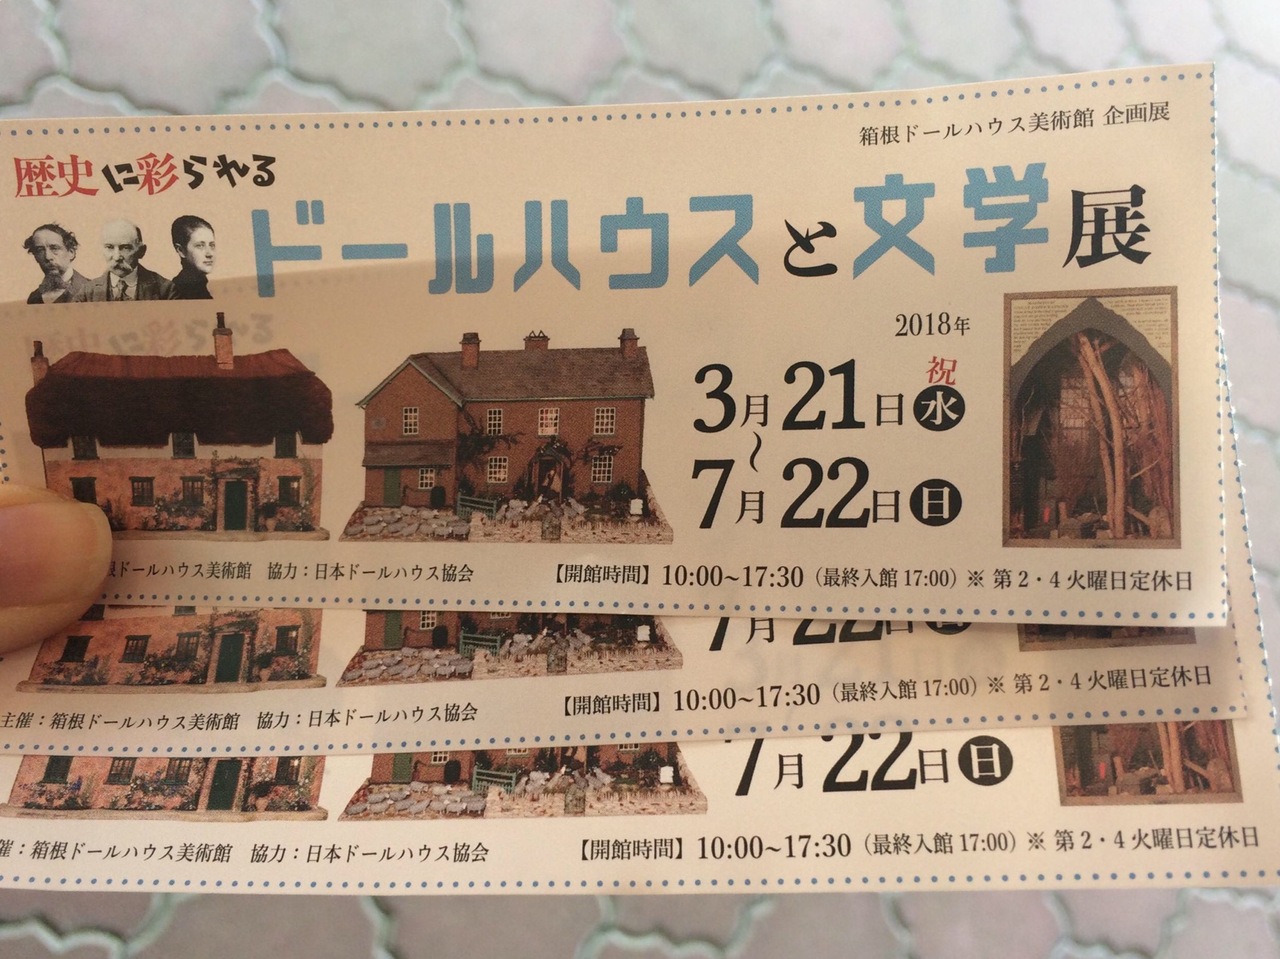 箱根ドールハウス美術館 企画展
歴史に彩られる
ドールハウスと文学展
2018年
3月21日 祝 水
〜
7月22日 日
ドールハウス美術館 協力：日本ドールハウス協会
【開館時間】10:00~17:30（最終入館 17:00）※ 第2・4火曜日定休日
7月22日
主催：箱根ドールハウス美術館 協力：日本ドールハウス協会
【開館時間】10:00~17:30（最終入館 17:00）※ 第2・4火曜日定休日
7月22日 日
催：箱根ドールハウス美術館 協力：日本ドールハウス協会
【開館時間】10:00~17:30（最終入館 17:00）※ 第2・4火曜日定休日